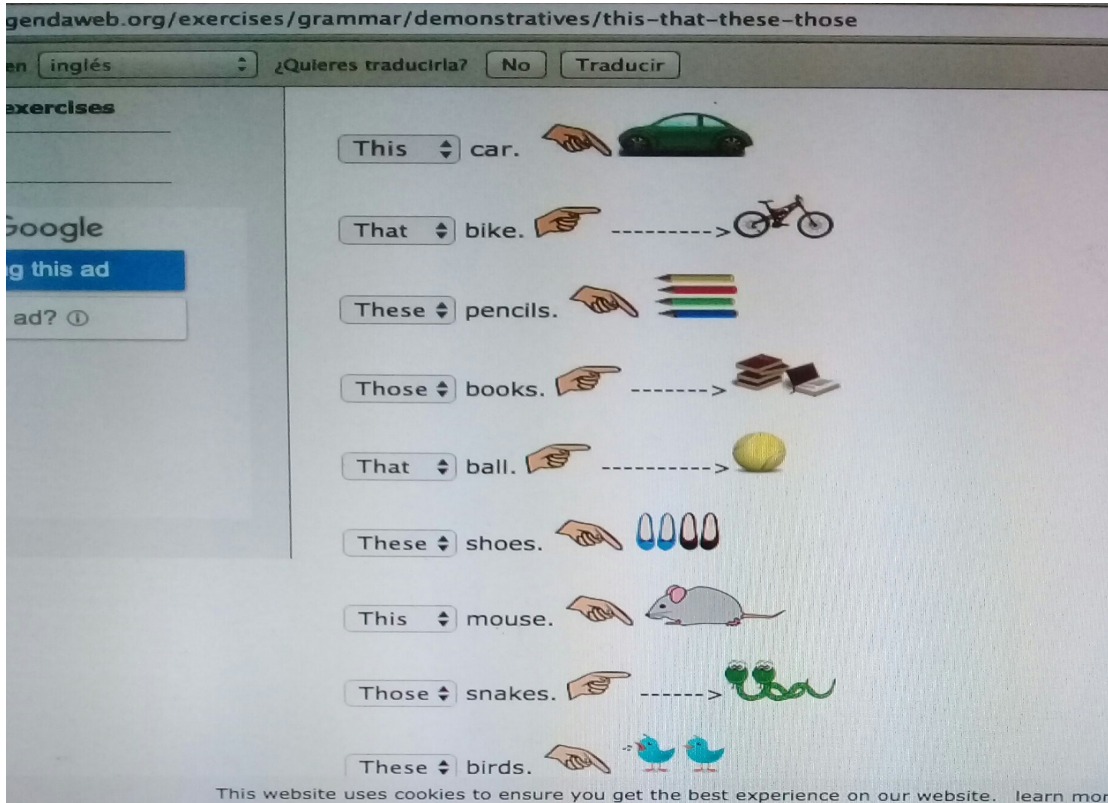 gendaweb.org/exercises/grammar/demonstratives/this-that-these-those
en inglés ¿Quieres traducirla? No Traducir
exercises
This car.
That bike. --------->
Google
g this ad
These pencils.
ad?
Those books. ------->
That ball. ---------->
These shoes.
This mouse.
Those snakes. ------>
These birds.
This website uses cookies to ensure you get the best experience on our website. learn mor